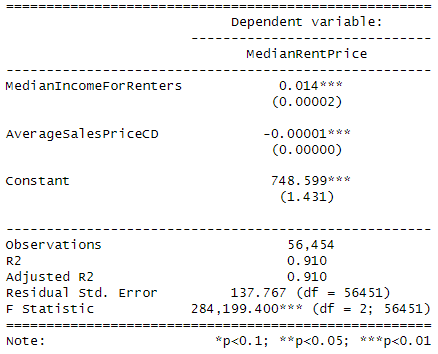 ==========================================================
Dependent variable:
---------------------------------
MedianRentPrice
----------------------------------------------------------
MedianIncomeForRenters 0.014***
(0.00002)
AverageSalesPriceCD -0.00001***
(0.00000)
Constant 748.599***
(1.431)
----------------------------------------------------------
Observations 56,454
R2 0.910
Adjusted R2 0.910
Residual Std. Error 137.767 (df = 56451)
F Statistic 284,199.400*** (df = 2; 56451)
==========================================================
Note: *p<0.1; **p<0.05; ***p<0.01